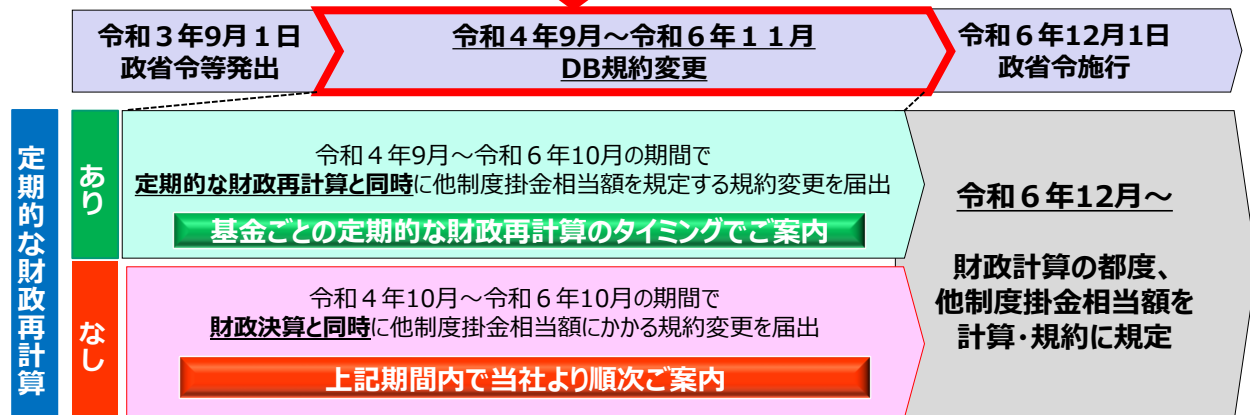 令和３年9月１日
政省令等発出
令和４年9月～令和６年１１月
DB規約変更
令和６年12月1日
政省令施行
定期的な財政再計算
あり
令和４年9月～令和６年10月の期間で
定期的な財政再計算と同時に他制度掛金相当額を規定する規約変更を届出
基金ごとの定期的な財政再計算のタイミングでご案内
なし
令和４年10月～令和６年10月の期間で
財政決算と同時に他制度掛金相当額にかかる規約変更を届出
上記期間内で当社より順次ご案内
令和６年12月～
財政計算の都度、
他制度掛金相当額を
計算・規約に規定